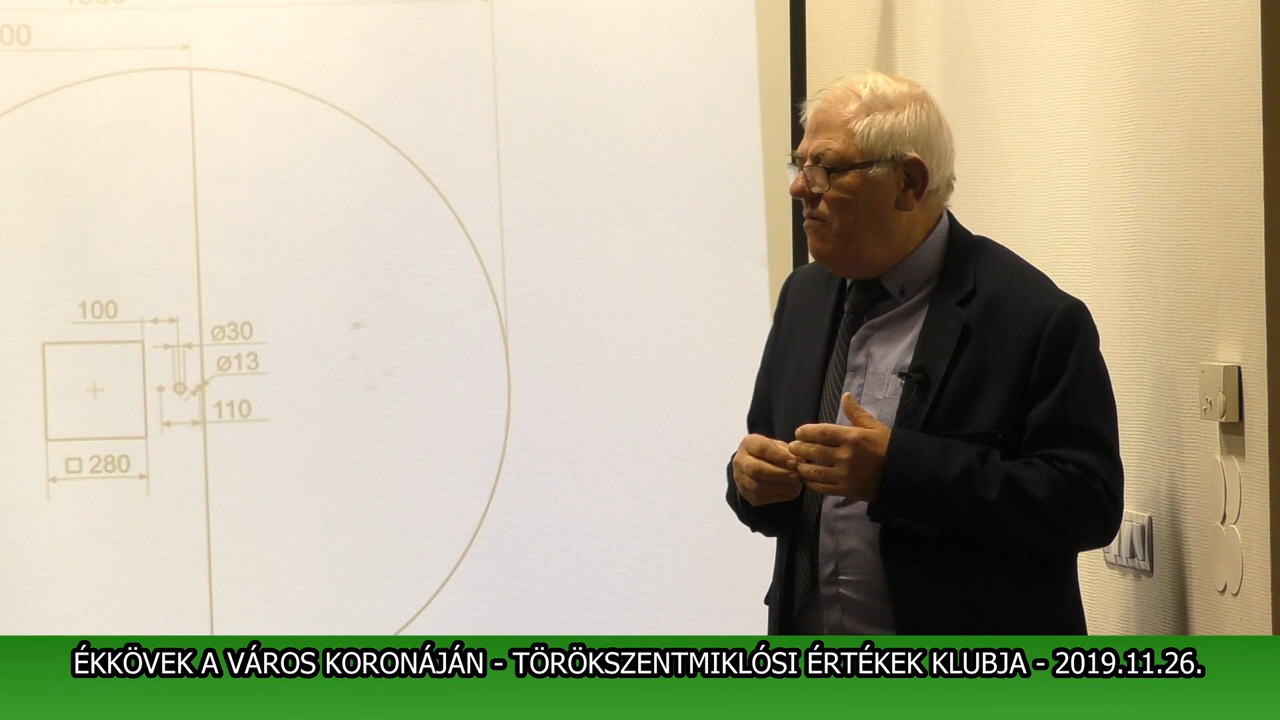 00
100
ø30
ø13
110
□ 280
ÉKKÖVEK A VÁROS KORONÁJÁN - TÖRÖKSZENTMIKLÓSI ÉRTÉKEK KLUBJA - 2019.11.26.